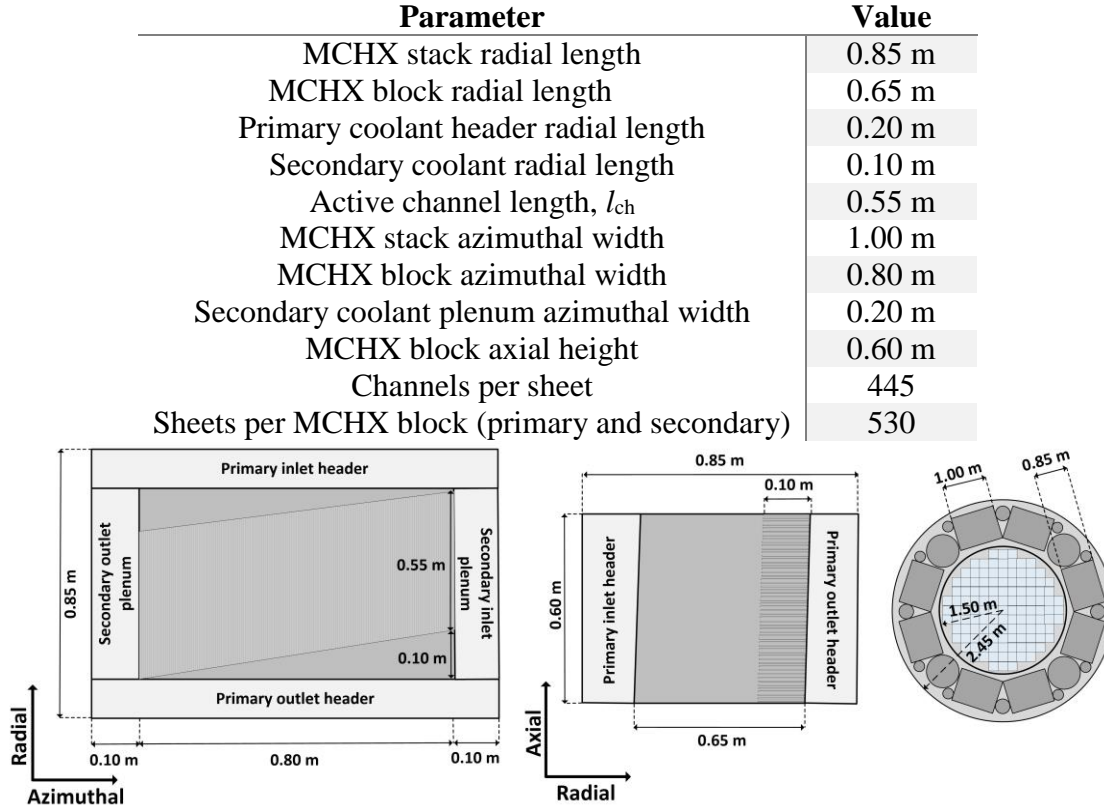 Parameter Value
MCHX stack radial length 0.85 m
MCHX block radial length 0.65 m
Primary coolant header radial length 0.20 m
Secondary coolant radial length 0.10 m
Active channel length, lch 0.55 m
MCHX stack azimuthal width 1.00 m
MCHX block azimuthal width 0.80 m
Secondary coolant plenum azimuthal width 0.20 m
MCHX block axial height 0.60 m
Channels per sheet 445
Sheets per MCHX block (primary and secondary) 530
Primary inlet header
0.85 m
Secondary outlet
plenum
0.55 m
0.10 m
Secondary inlet
plenum
Primary outlet header
Radial
0.10 m
0.80 m
0.10 m
Azimuthal
0.85 m
0.10 m
0.60 m
Primary inlet header
Primary outlet header
0.65 m
Axial
Radial
1.00 m
0.85 m
1.50 m
2.45 m